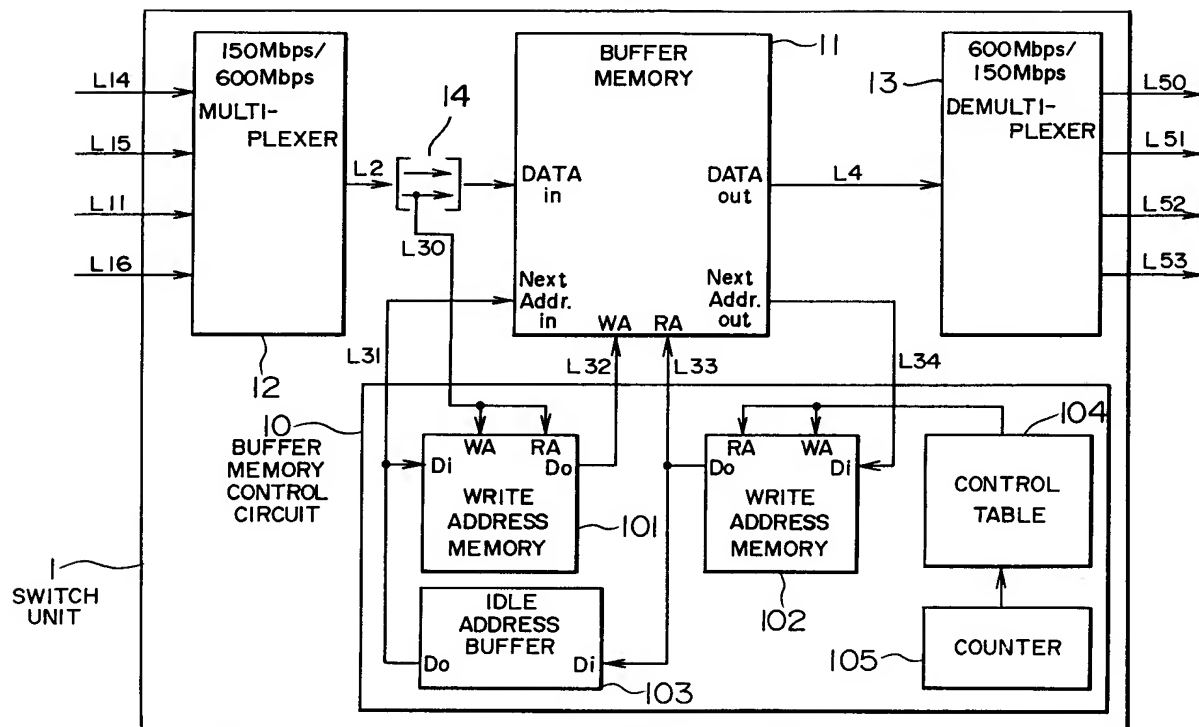 150Mbps/
600Mbps
MULTI-
PLEXER
12
L14
L15
L11
L16
L2
14
L30
BUFFER
MEMORY
11
DATA
in
DATA
out
Next
Addr.
in
WA RA
Next
Addr.
out
L4
600Mbps/
150Mbps
13
DEMULTI-
PLEXER
L50
L51
L52
L53
L31
L32
L33
L34
10
BUFFER
MEMORY
CONTROL
CIRCUIT
WA RA
Di Do
WRITE
ADDRESS
MEMORY
101
RA WA
Do Di
WRITE
ADDRESS
MEMORY
102
104
CONTROL
TABLE
IDLE
ADDRESS
BUFFER
Do Di
103
105
COUNTER
1
SWITCH
UNIT